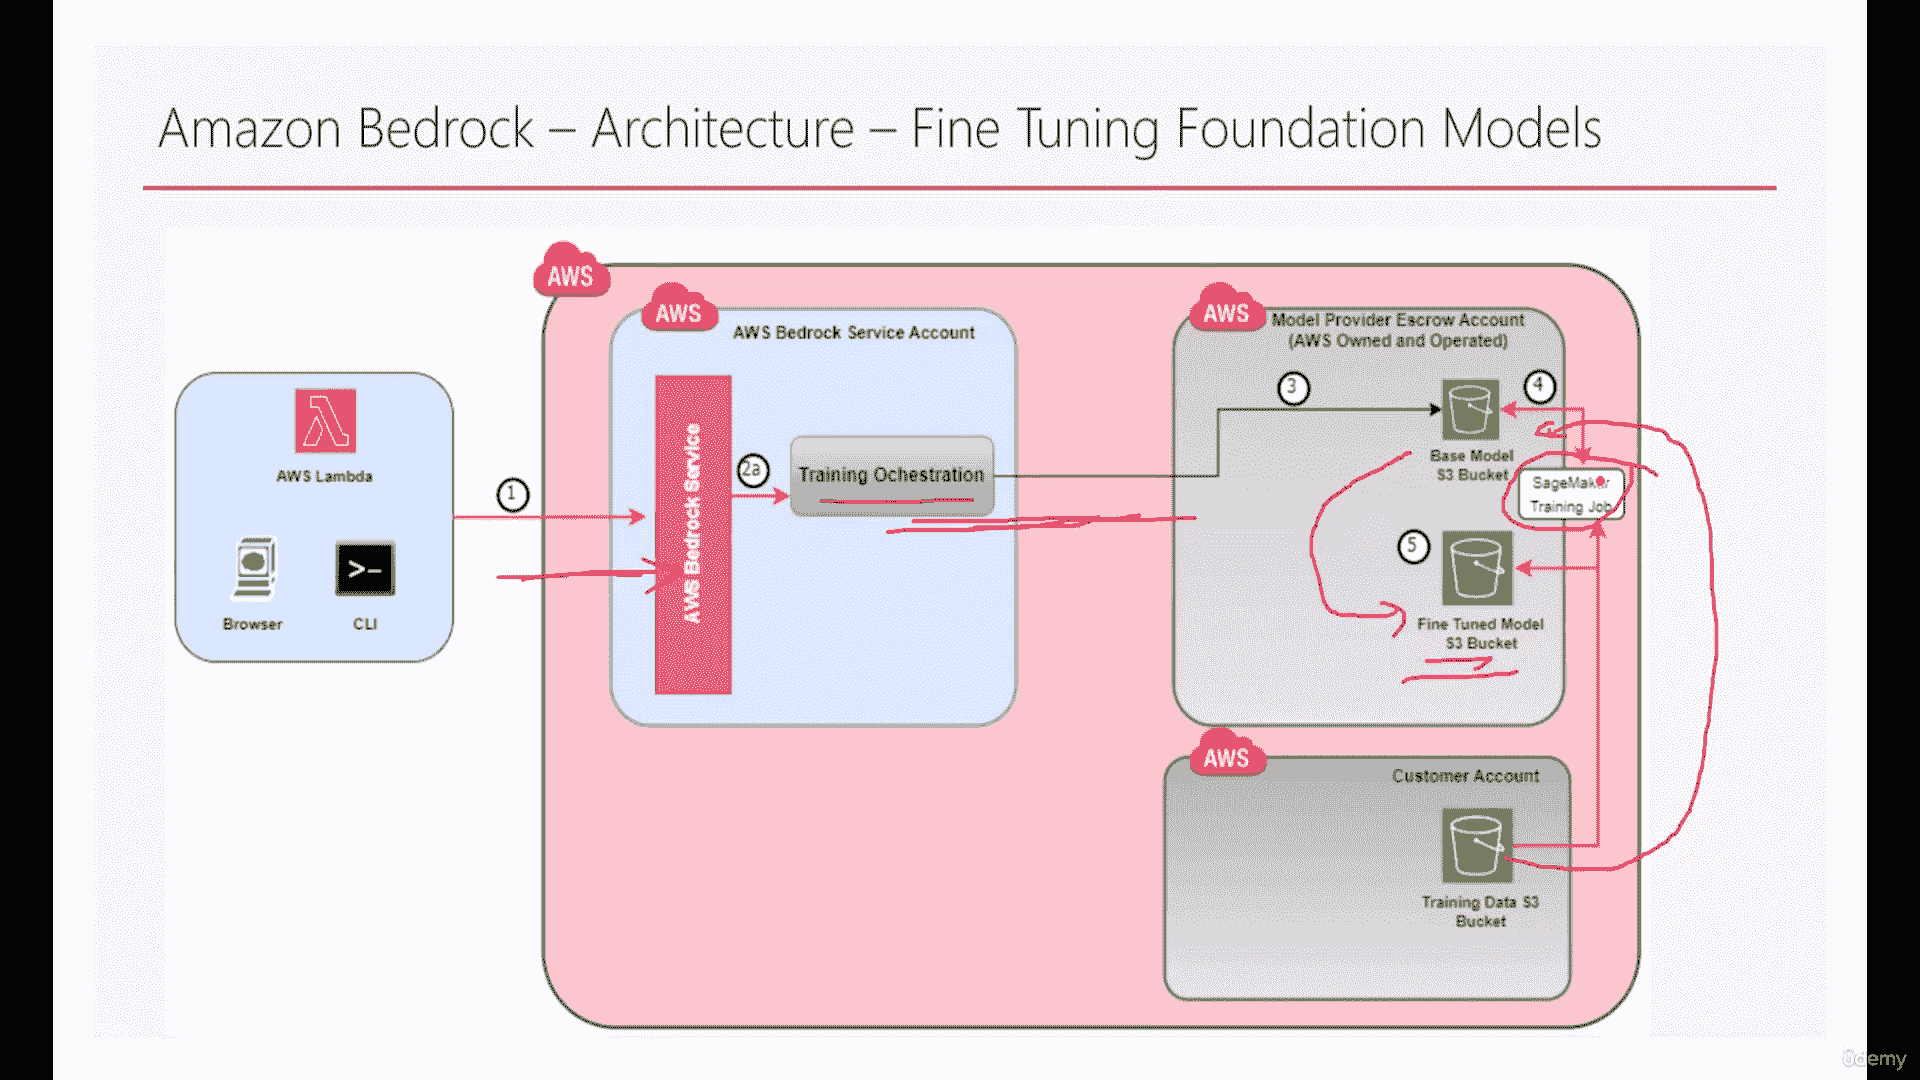 Amazon Bedrock – Architecture – Fine Tuning Foundation Models
AWS
AWS
AWS Bedrock Service Account
AWS
Model Provider Escrow Account
(AWS Owned and Operated)
AWS Lambda
Browser
CLI
1
AWS Bedrock Service
2a
Training Ochestration
3
4
Base Model
S3 Bucket
SageMaker
Training Job
5
Fine Tuned Model
S3 Bucket
AWS
Customer Account
Training Data S3
Bucket
ûdemy